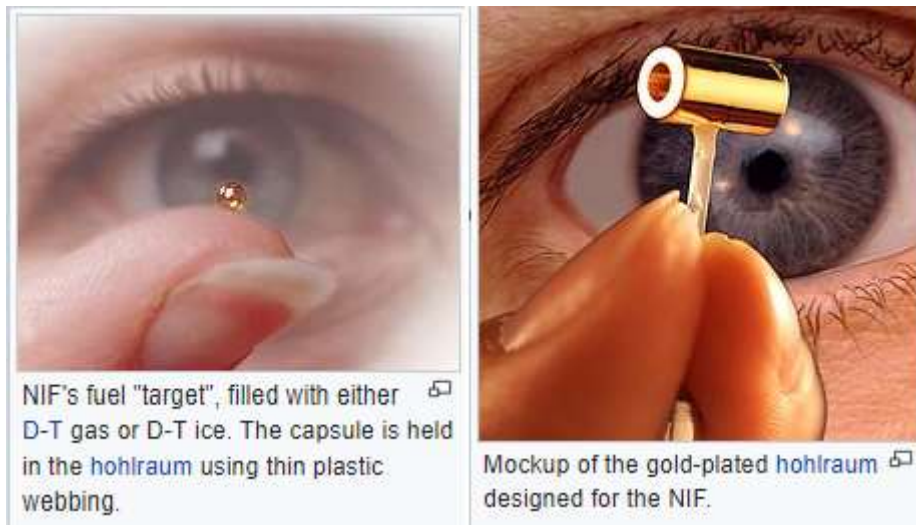 NIF's fuel "target", filled with either
D-T gas or D-T ice. The capsule is held
in the hohlraum using thin plastic
webbing.
Mockup of the gold-plated hohlraum
designed for the NIF.